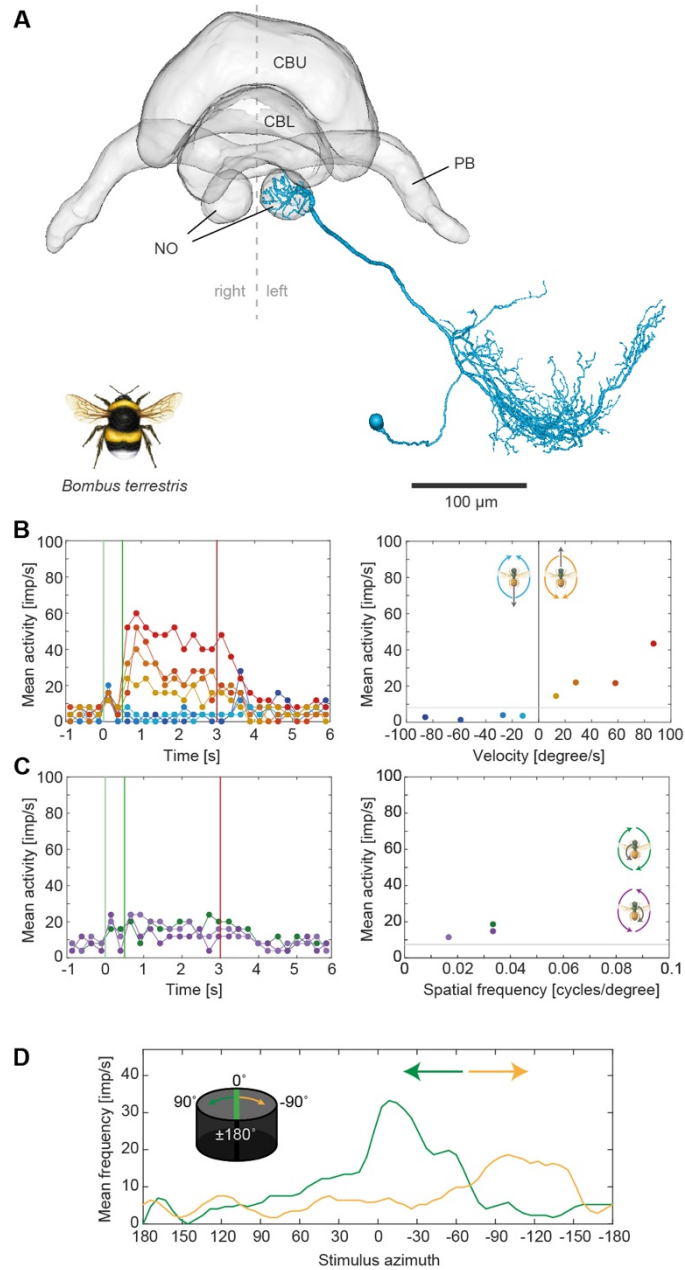 A
CBU
CBL
PB
NO
right left
Bombus terrestris
100 µm
B
Mean activity [imp/s]
100
80
60
40
20
0
-1 0 1 2 3 4 5 6
Time [s]
Mean activity [imp/s]
100
80
60
40
20
0
-100 -80 -60 -40 -20 0 20 40 60 80 100
Velocity [degree/s]
C
Mean activity [imp/s]
100
80
60
40
20
0
-1 0 1 2 3 4 5 6
Time [s]
Mean activity [imp/s]
100
80
60
40
20
0
0 0.02 0.04 0.06 0.08 0.1
Spatial frequency [cycles/degree]
D
Mean frequency [imp/s]
40
30
20
10
0
0°
90° -90°
±180°
180 150 120 90 60 30 0 -30 -60 -90 -120 -150 -180
Stimulus azimuth